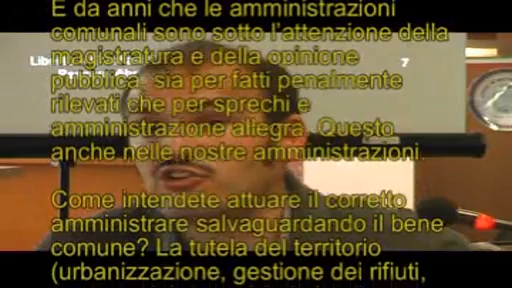 È da anni che le amministrazioni
comunali sono sotto l'attenzione della
magistratura e della opinione
pubblica, sia per fatti penalmente
rilevati che per sprechi e
amministrazione allegra. Questo
anche nelle nostre amministrazioni.
Come intendete attuare il corretto
amministrare salvaguardando il bene
comune? La tutela del territorio
(urbanizzazione, gestione dei rifiuti,
7